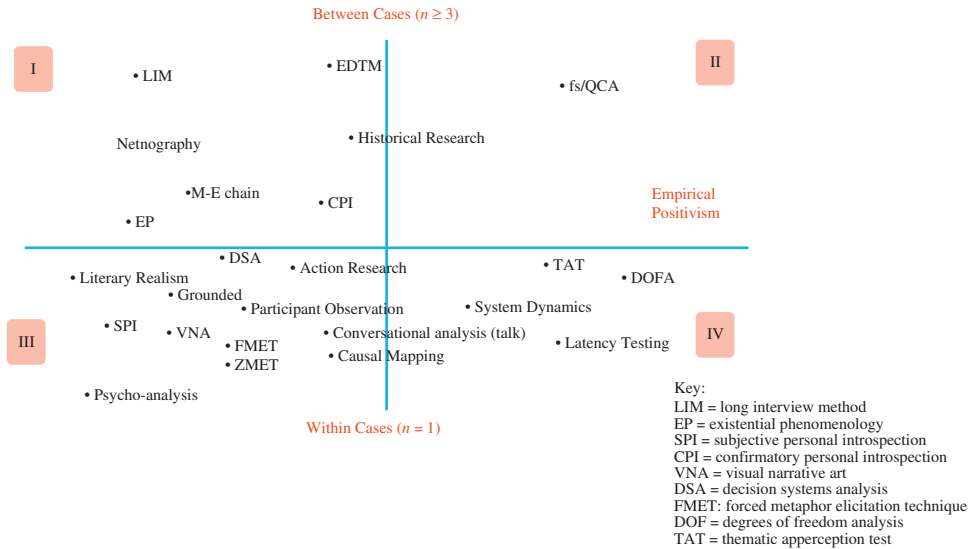 Between Cases (n ≥ 3)
I
• LIM
• EDTM
II
• fs/QCA
Netnography
• Historical Research
•M-E chain
• CPI
Empirical
Positivism
• EP
• DSA
• Action Research
• TAT
• Literary Realism
• DOFA
• Grounded
• Participant Observation
• System Dynamics
III
• SPI
• VNA
• Conversational analysis (talk)
IV
• FMET
• Latency Testing
• Causal Mapping
• ZMET
• Psycho-analysis
Within Cases (n = 1)
Key:
LIM = long interview method
EP = existential phenomenology
SPI = subjective personal introspection
CPI = confirmatory personal introspection
VNA = visual narrative art
DSA = decision systems analysis
FMET: forced metaphor elicitation technique
DOF = degrees of freedom analysis
TAT = thematic apperception test